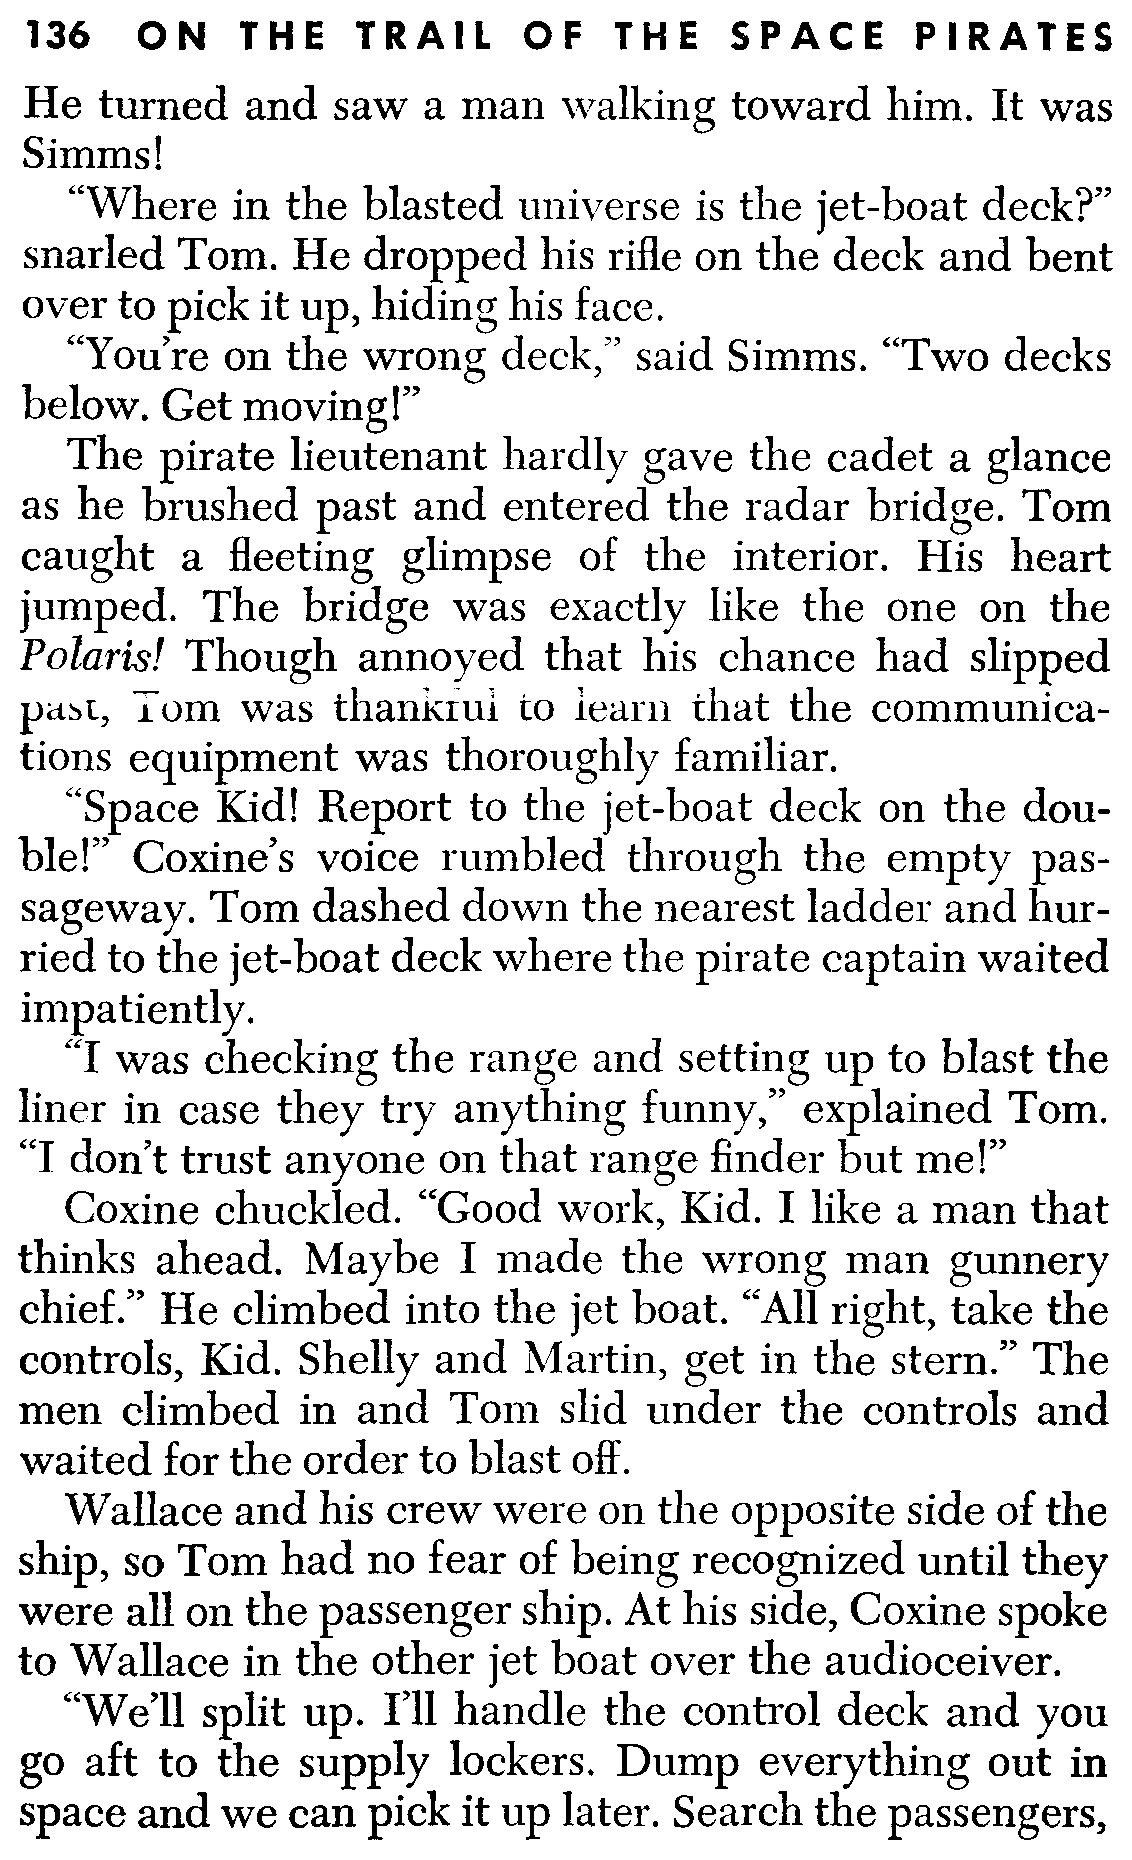 136 ON THE TRAIL OF THE SPACE PIRATES
He turned and saw a man walking toward him. It was
Simms!
“Where in the blasted universe is the jet-boat deck?”
snarled Tom. He dropped his rifle on the deck and bent
over to pick it up, hiding his face.
“You’re on the wrong deck,” said Simms. “Two decks
below. Get moving!”
The pirate lieutenant hardly gave the cadet a glance
as he brushed past and entered the radar bridge. Tom
caught a fleeting glimpse of the interior. His heart
jumped. The bridge was exactly like the one on the
Polaris! Though annoyed that his chance had slipped
past, Tom was thankful to learn that the communica-
tions equipment was thoroughly familiar.
“Space Kid! Report to the jet-boat deck on the dou-
ble!” Coxine’s voice rumbled through the empty pas-
sageway. Tom dashed down the nearest ladder and hur-
ried to the jet-boat deck where the pirate captain waited
impatiently.
“I was checking the range and setting up to blast the
liner in case they try anything funny,” explained Tom.
“I don’t trust anyone on that range finder but me!”
Coxine chuckled. “Good work, Kid. I like a man that
thinks ahead. Maybe I made the wrong man gunnery
chief.” He climbed into the jet boat. “All right, take the
controls, Kid. Shelly and Martin, get in the stern.” The
men climbed in and Tom slid under the controls and
waited for the order to blast off.
Wallace and his crew were on the opposite side of the
ship, so Tom had no fear of being recognized until they
were all on the passenger ship. At his side, Coxine spoke
to Wallace in the other jet boat over the audioceiver.
“We’ll split up. I’ll handle the control deck and you
go aft to the supply lockers. Dump everything out in
space and we can pick it up later. Search the passengers,